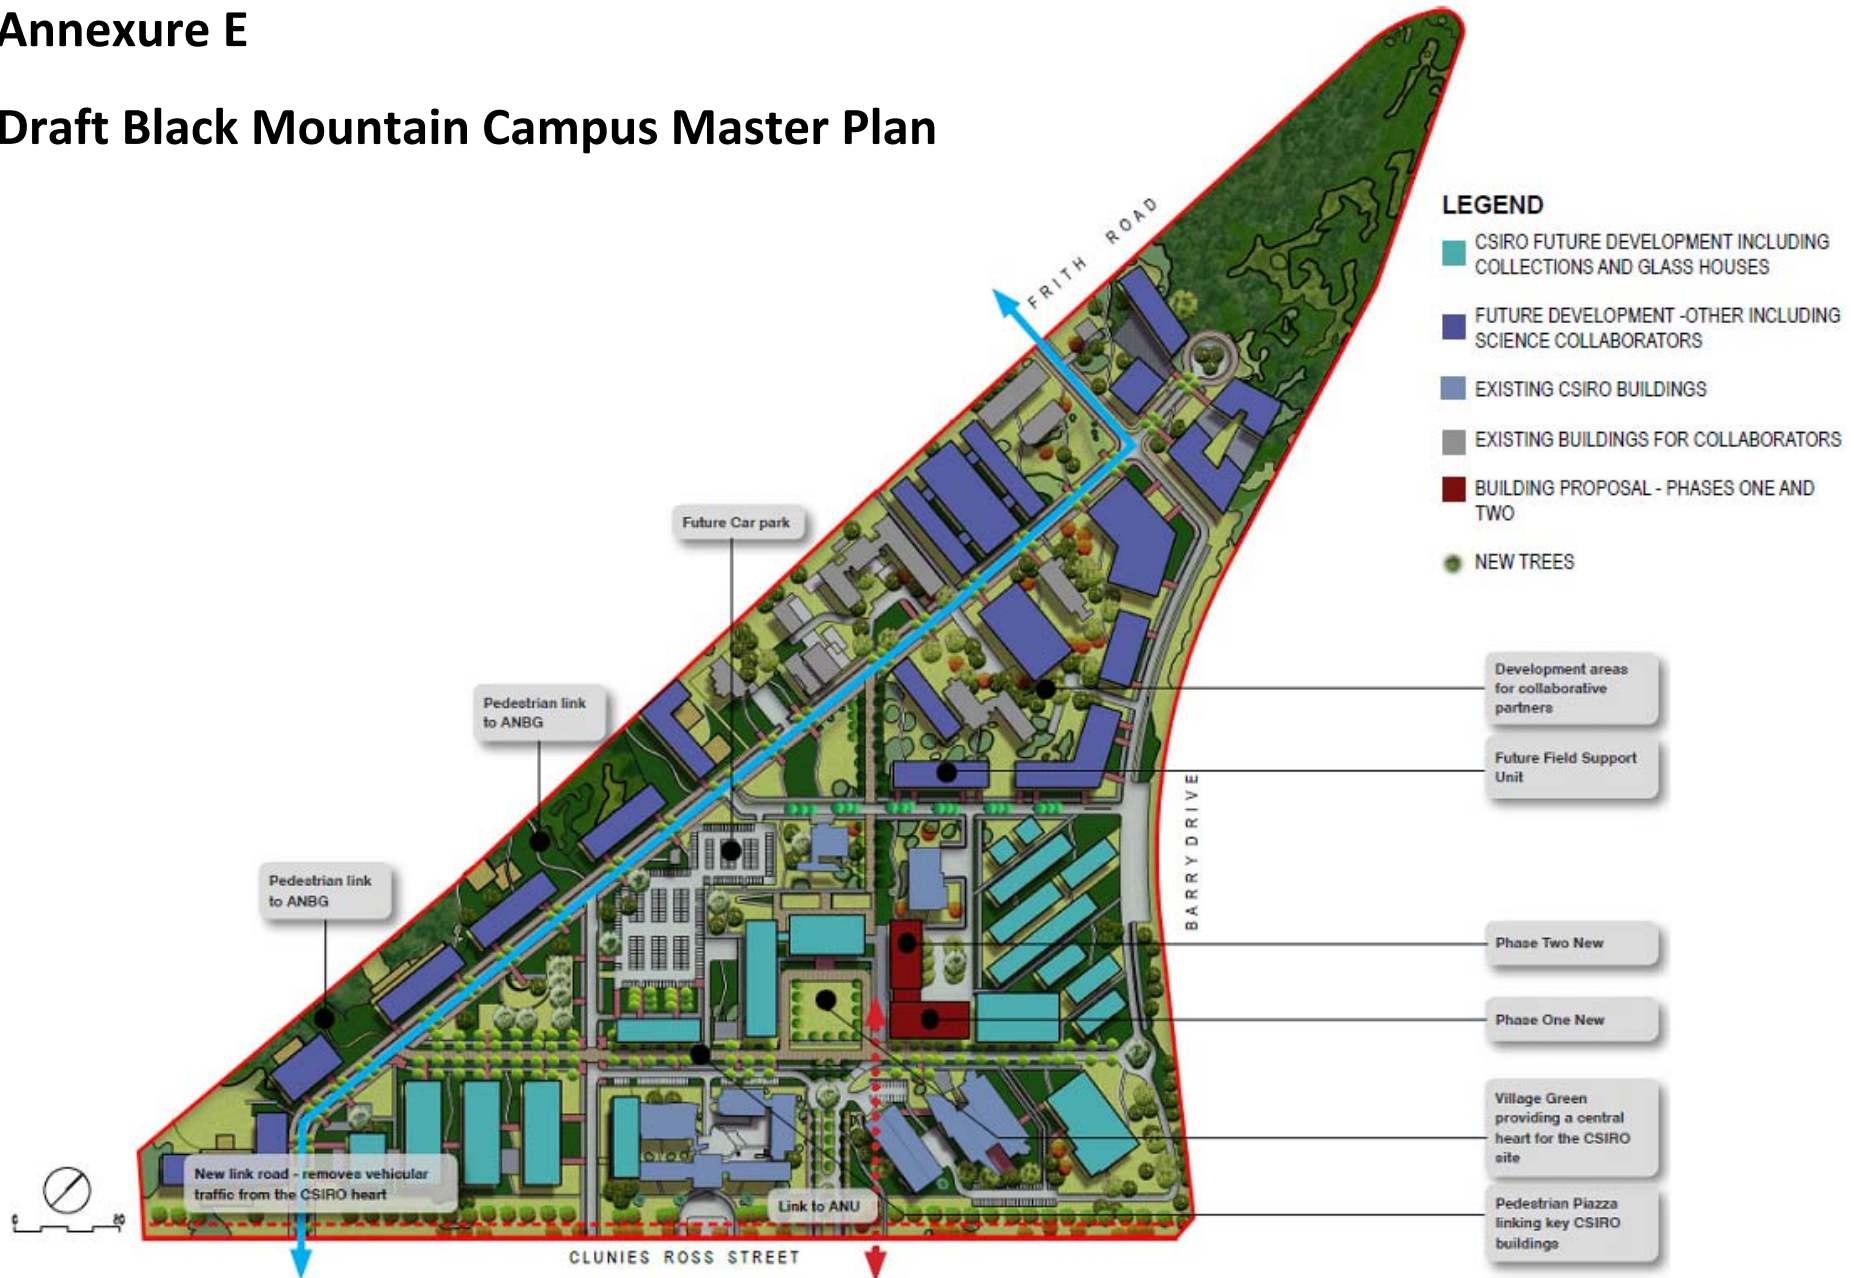 Annexure E
Draft Black Mountain Campus Master Plan
FRITH ROAD
LEGEND
CSIRO FUTURE DEVELOPMENT INCLUDING
COLLECTIONS AND GLASS HOUSES
FUTURE DEVELOPMENT -OTHER INCLUDING
SCIENCE COLLABORATORS
EXISTING CSIRO BUILDINGS
EXISTING BUILDINGS FOR COLLABORATORS
BUILDING PROPOSAL - PHASES ONE AND
TWO
NEW TREES
Future Car park
Pedestrian link
to ANBG
Pedestrian link
to ANBG
Development areas
for collaborative
partners
Future Field Support
Unit
BARRY DRIVE
Phase Two New
Phase One New
Village Green
providing a central
heart for the CSIRO
site
Pedestrian Piazza
linking key CSIRO
buildings
New link road - removes vehicular
traffic from the CSIRO heart
Link to ANU
0 80
CLUNIES ROSS STREET